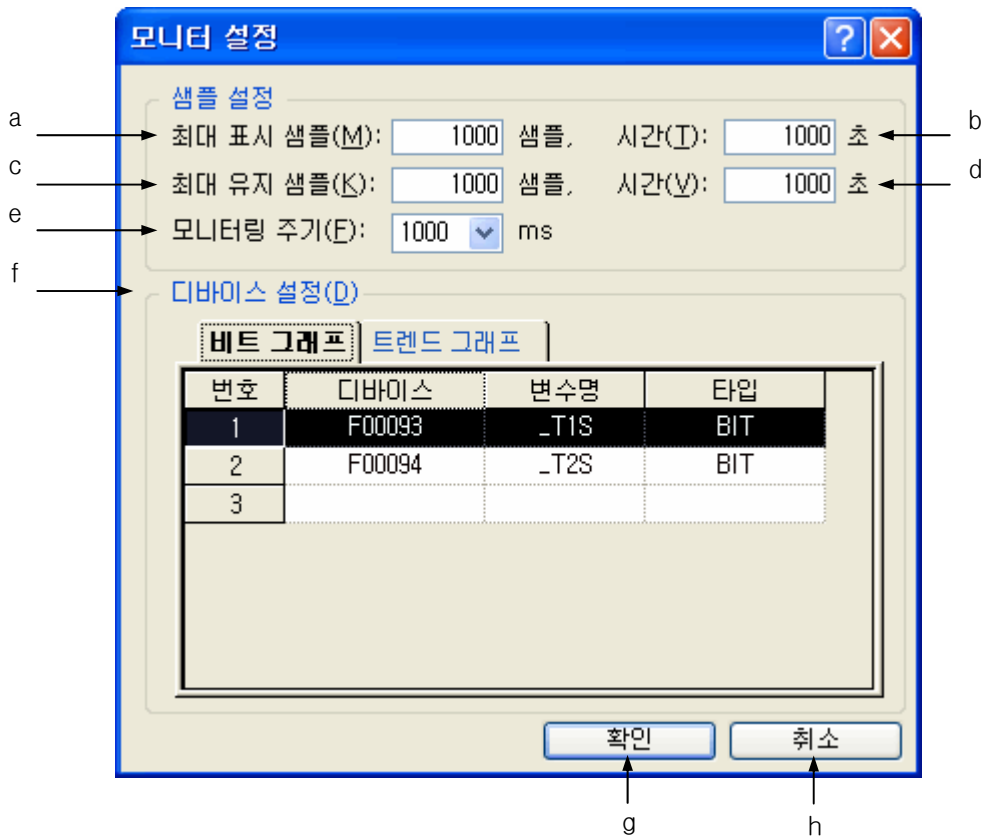 모니터 설정
샘플 설정
a 최대 표시 샘플(M): 1000 샘플, 시간(T): 1000 초 b
c 최대 유지 샘플(K): 1000 샘플, 시간(V): 1000 초 d
e 모니터링 주기(F): 1000 ms
f 디바이스 설정(D)
비트 그래프 트렌드 그래프
번호 디바이스 변수명 타입
1 F00093 _T1S BIT
2 F00094 _T2S BIT
3
확인 취소
g h